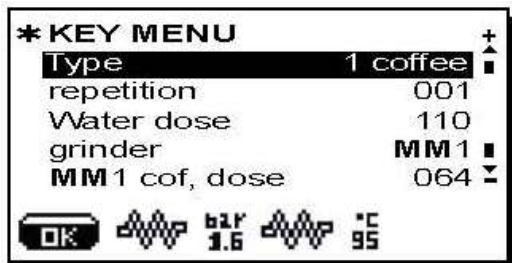 * KEY MENU +
Type 1 coffee
repetition 001
Water dose 110
grinder MM1
MM1 cof, dose 064
OK bar 1.6 °C 95